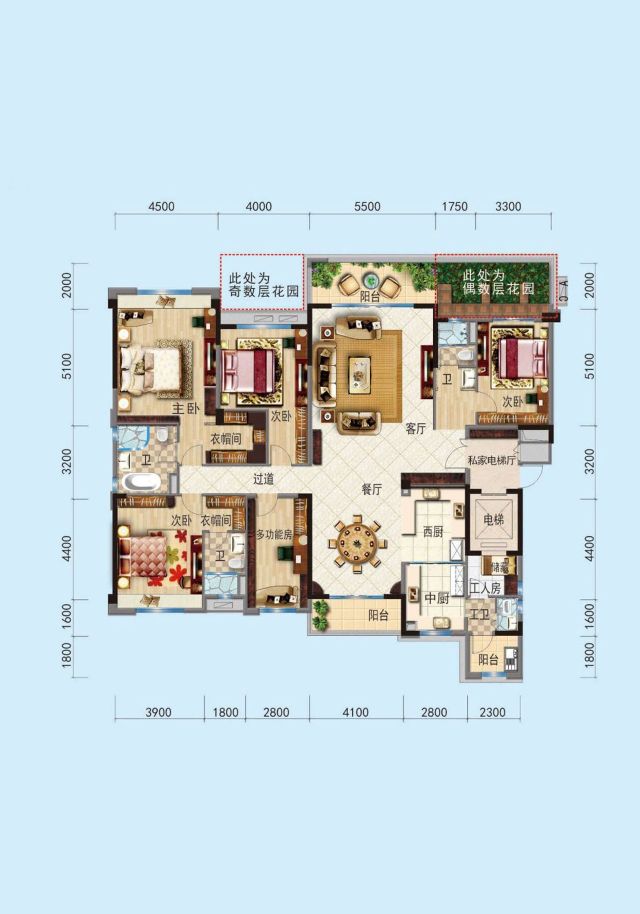 4500 4000 5500 1750 3300
2000
5100
3200
4400
1600
1800
此处为
奇数层花园
阳台
此处为
偶数层花园
A
C
2000
5100
3200
4400
1600
1800
主卧
次卧
卫
次卧
客厅
衣帽间
卫
过道
餐厅
私家电梯厅
次卧
衣帽间
卫
多功能房
西厨
电梯
储藏
工人房
中厨
阳台
工卫
阳台
3900 1800 2800 4100 2800 2300